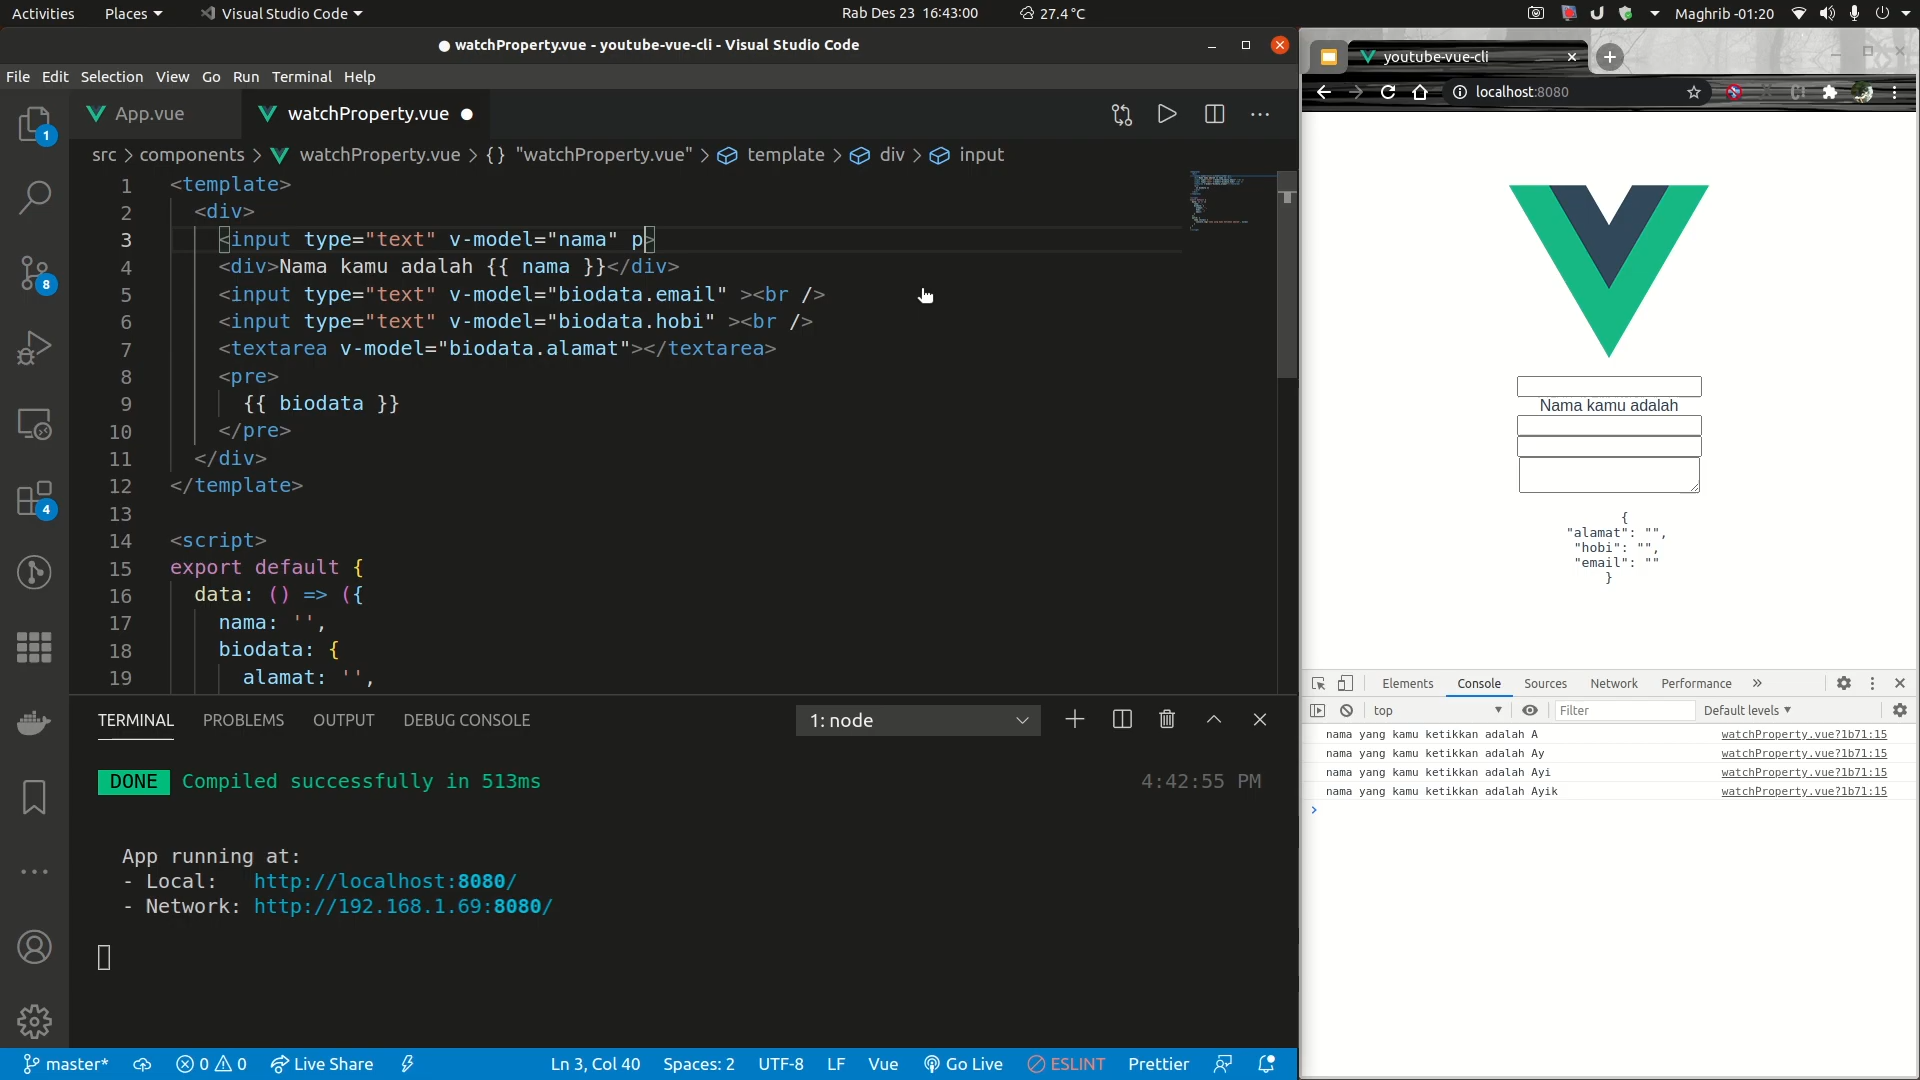 Activities Places Visual Studio Code Rab Des 23 16:43:00 27.4°C Maghrib -01:20
● watchProperty.vue - youtube-vue-cli - Visual Studio Code
File Edit Selection View Go Run Terminal Help
App.vue watchProperty.vue
src > components > watchProperty.vue > {} "watchProperty.vue" > template > div > input
1 <template>
2 <div>
3 <input type="text" v-model="nama" p>
4 <div>Nama kamu adalah {{ nama }}</div>
5 <input type="text" v-model="biodata.email" ><br />
6 <input type="text" v-model="biodata.hobi" ><br />
7 <textarea v-model="biodata.alamat"></textarea>
8 <pre>
9 {{ biodata }}
10 </pre>
11 </div>
12 </template>
13
14 <script>
15 export default {
16 data: () => ({
17 nama: '',
18 biodata: {
19 alamat: '',
1
8
4
TERMINAL PROBLEMS OUTPUT DEBUG CONSOLE 1: node
DONE Compiled successfully in 513ms 4:42:55 PM
App running at:
- Local: http://localhost:8080/
- Network: http://192.168.1.69:8080/
master* 0 0 Live Share Ln 3, Col 40 Spaces: 2 UTF-8 LF Vue Go Live ESLINT Prettier
youtube-vue-cli
localhost:8080
Nama kamu adalah
{
"alamat": "",
"hobi": "",
"email": ""
}
Elements Console Sources Network Performance »
top Filter Default levels
nama yang kamu ketikkan adalah A watchProperty.vue?1b71:15
nama yang kamu ketikkan adalah Ay watchProperty.vue?1b71:15
nama yang kamu ketikkan adalah Ayi watchProperty.vue?1b71:15
nama yang kamu ketikkan adalah Ayik watchProperty.vue?1b71:15